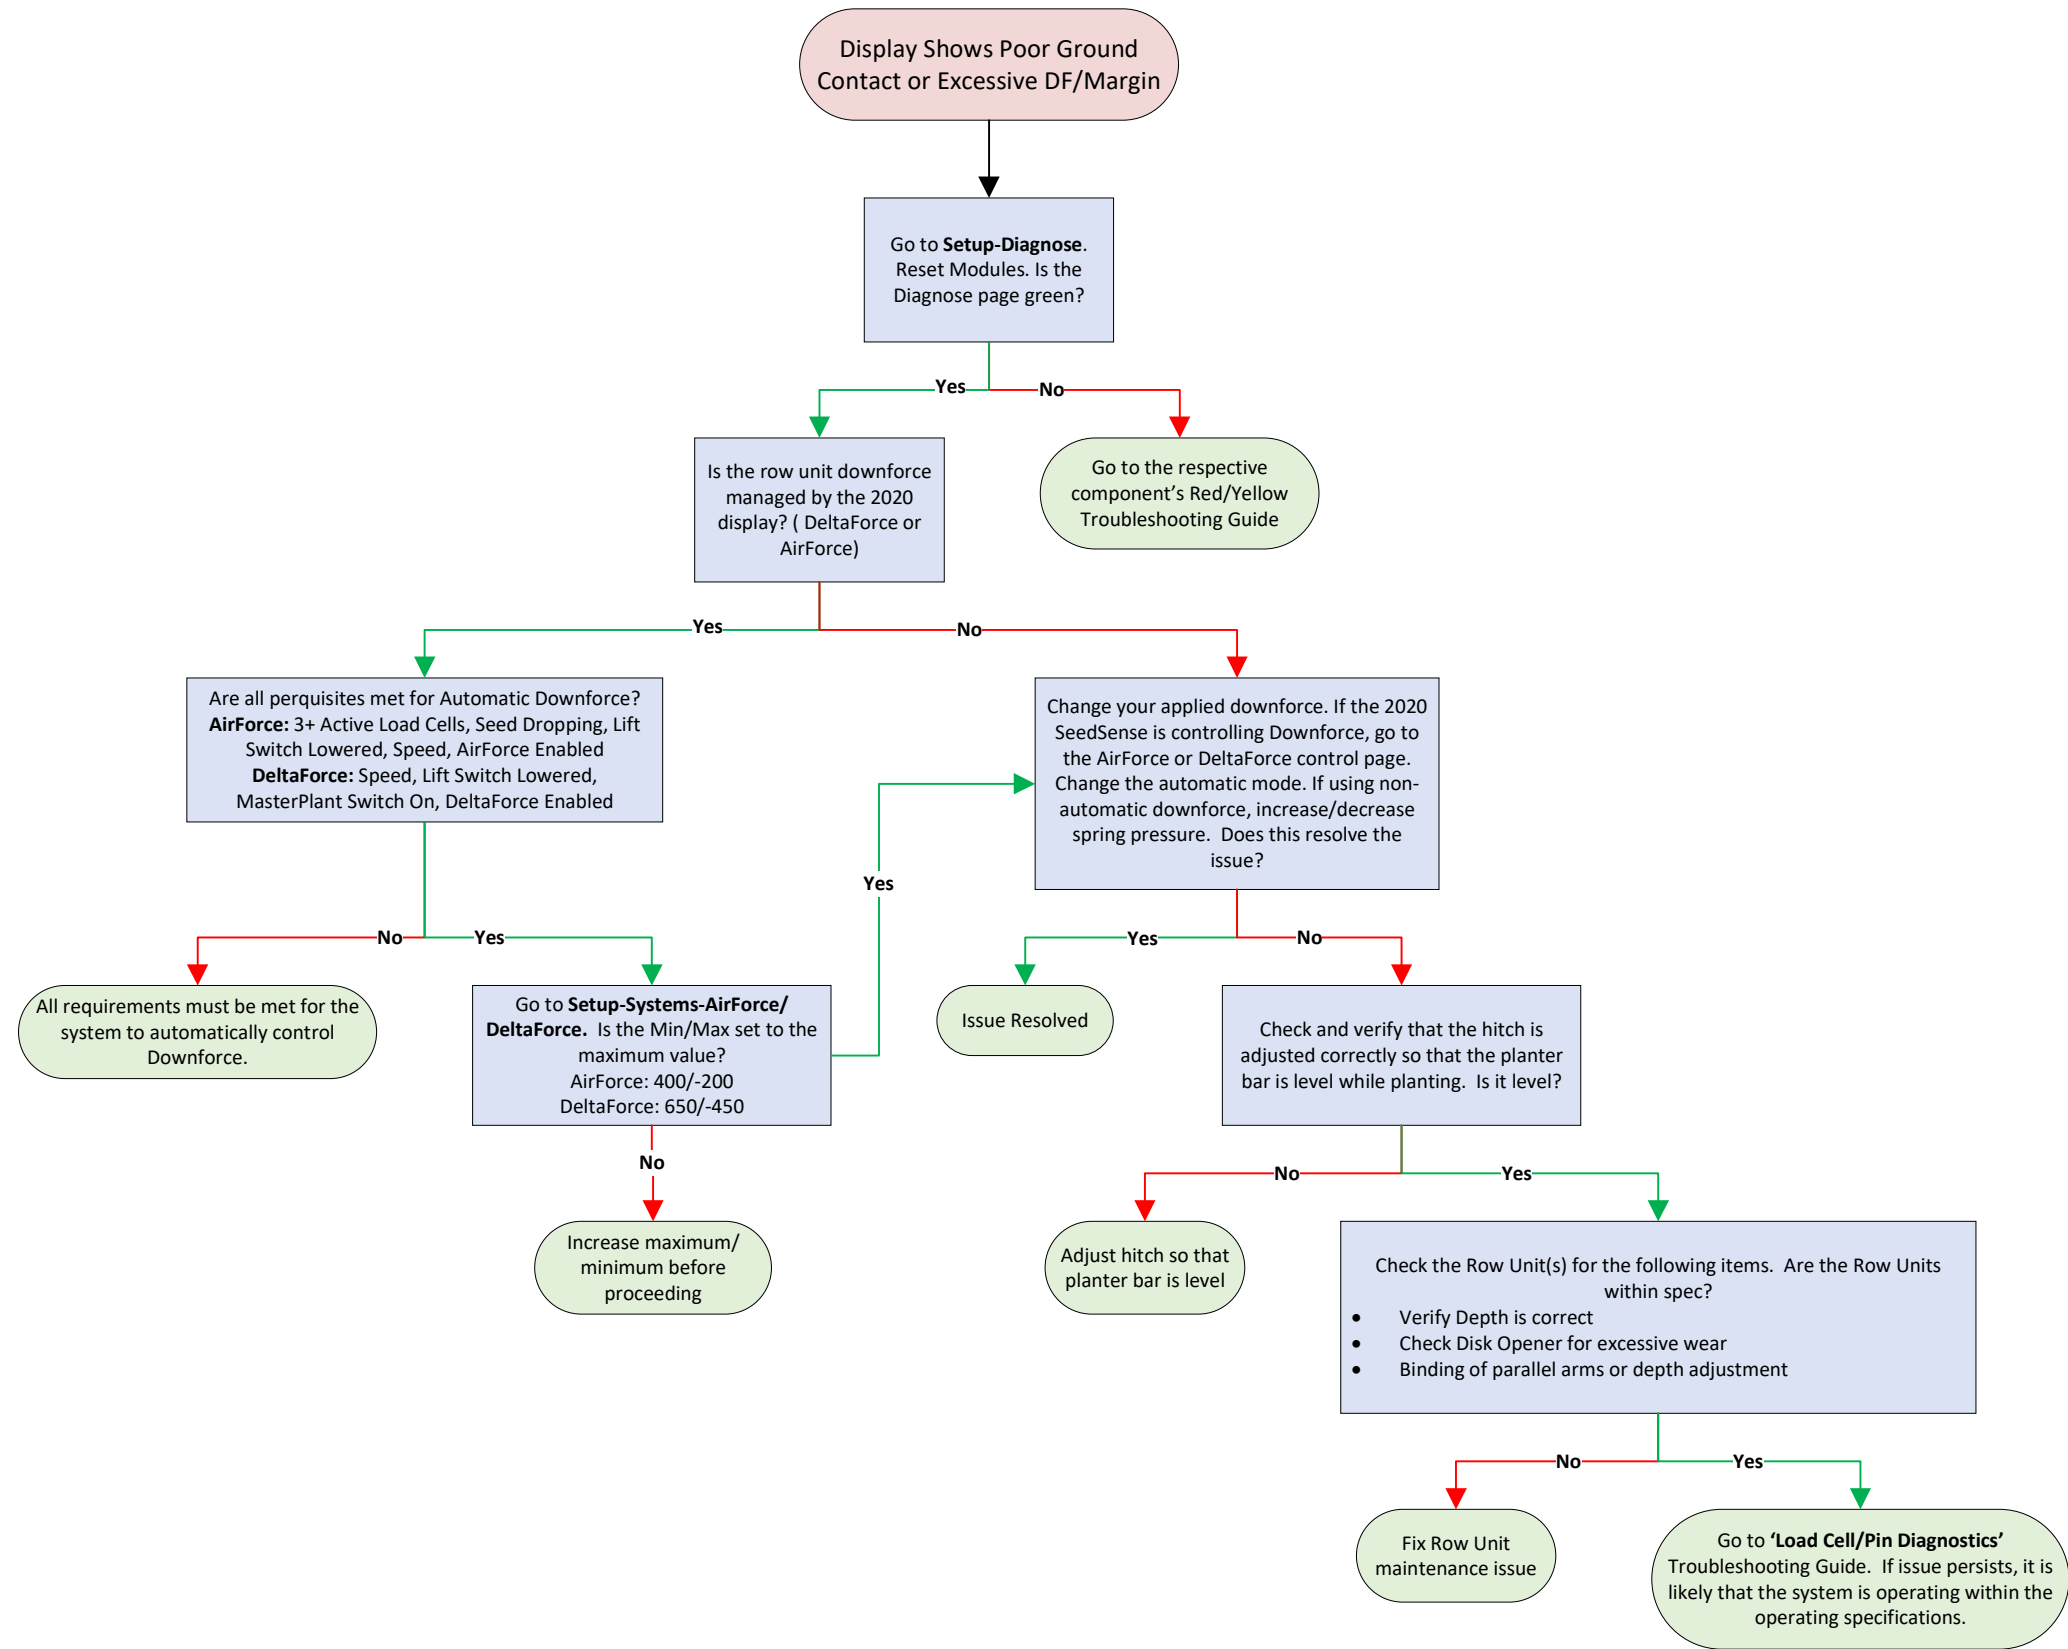 Display Shows Poor Ground
Contact or Excessive DF/Margin
Go to Setup-Diagnose.
Reset Modules. Is the
Diagnose page green?
Yes
No
Is the row unit downforce
managed by the 2020
display? ( DeltaForce or
AirForce)
Go to the respective
component’s Red/Yellow
Troubleshooting Guide
Yes
No
Are all perquisites met for Automatic Downforce?
AirForce: 3+ Active Load Cells, Seed Dropping, Lift
Switch Lowered, Speed, AirForce Enabled
DeltaForce: Speed, Lift Switch Lowered,
MasterPlant Switch On, DeltaForce Enabled
Change your applied downforce. If the 2020
SeedSense is controlling Downforce, go to
the AirForce or DeltaForce control page.
Change the automatic mode. If using non-
automatic downforce, increase/decrease
spring pressure.  Does this resolve the
issue?
Yes
No
Yes
Yes
No
All requirements must be met for the
system to automatically control
Downforce.
Go to Setup-Systems-AirForce/
DeltaForce.  Is the Min/Max set to the
maximum value?
AirForce: 400/-200
DeltaForce: 650/-450
Issue Resolved
Check and verify that the hitch is
adjusted correctly so that the planter
bar is level while planting.  Is it level?
No
No
Yes
Increase maximum/
minimum before
proceeding
Adjust hitch so that
planter bar is level
Check the Row Unit(s) for the following items.  Are the Row Units
within spec?
• Verify Depth is correct
• Check Disk Opener for excessive wear
• Binding of parallel arms or depth adjustment
No
Yes
Fix Row Unit
maintenance issue
Go to ‘Load Cell/Pin Diagnostics’
Troubleshooting Guide.  If issue persists, it is
likely that the system is operating within the
operating specifications.